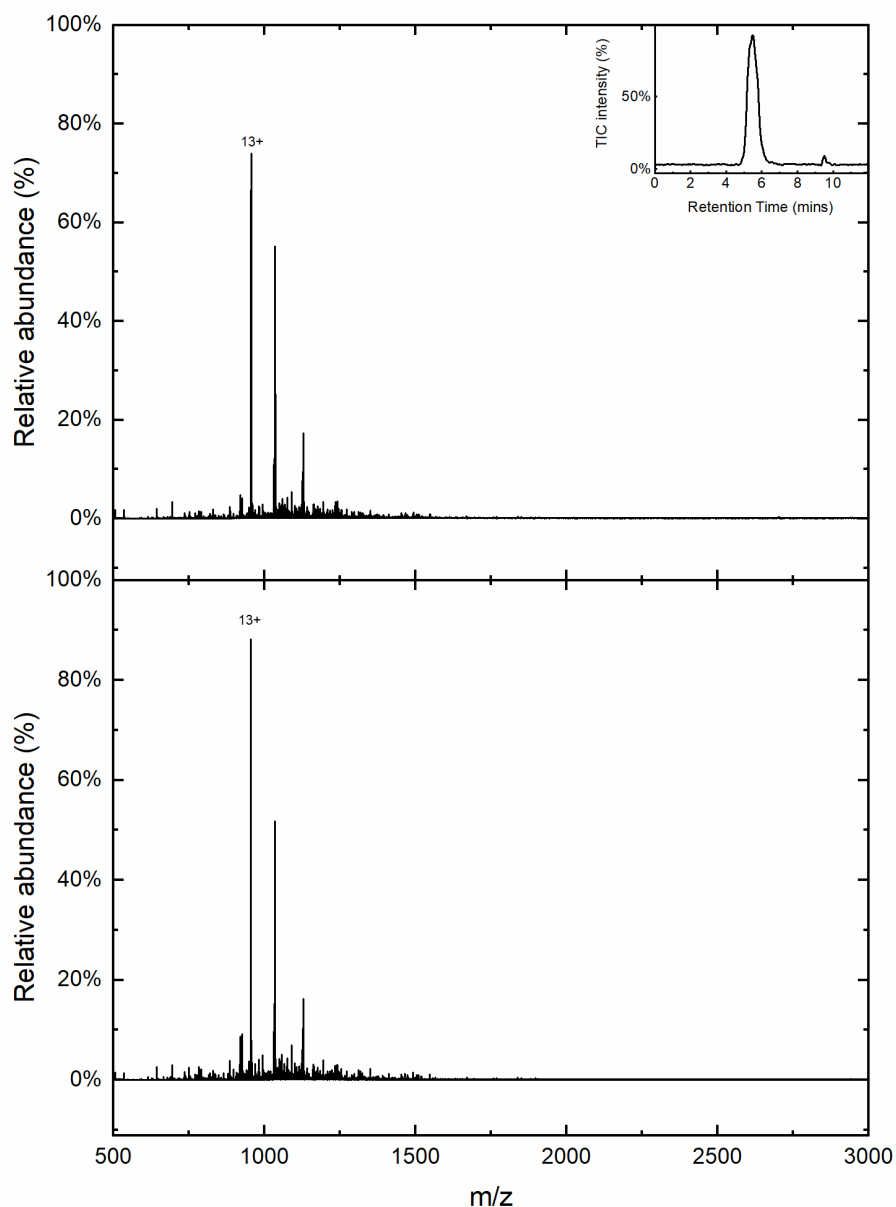 100%
80%
60%
40%
20%
0%
Relative abundance (%)
13+
TIC intensity (%)
50%
0%
0 2 4 6 8 10
Retention Time (mins)
100%
80%
60%
40%
20%
0%
Relative abundance (%)
13+
500 1000 1500 2000 2500 3000
m/z